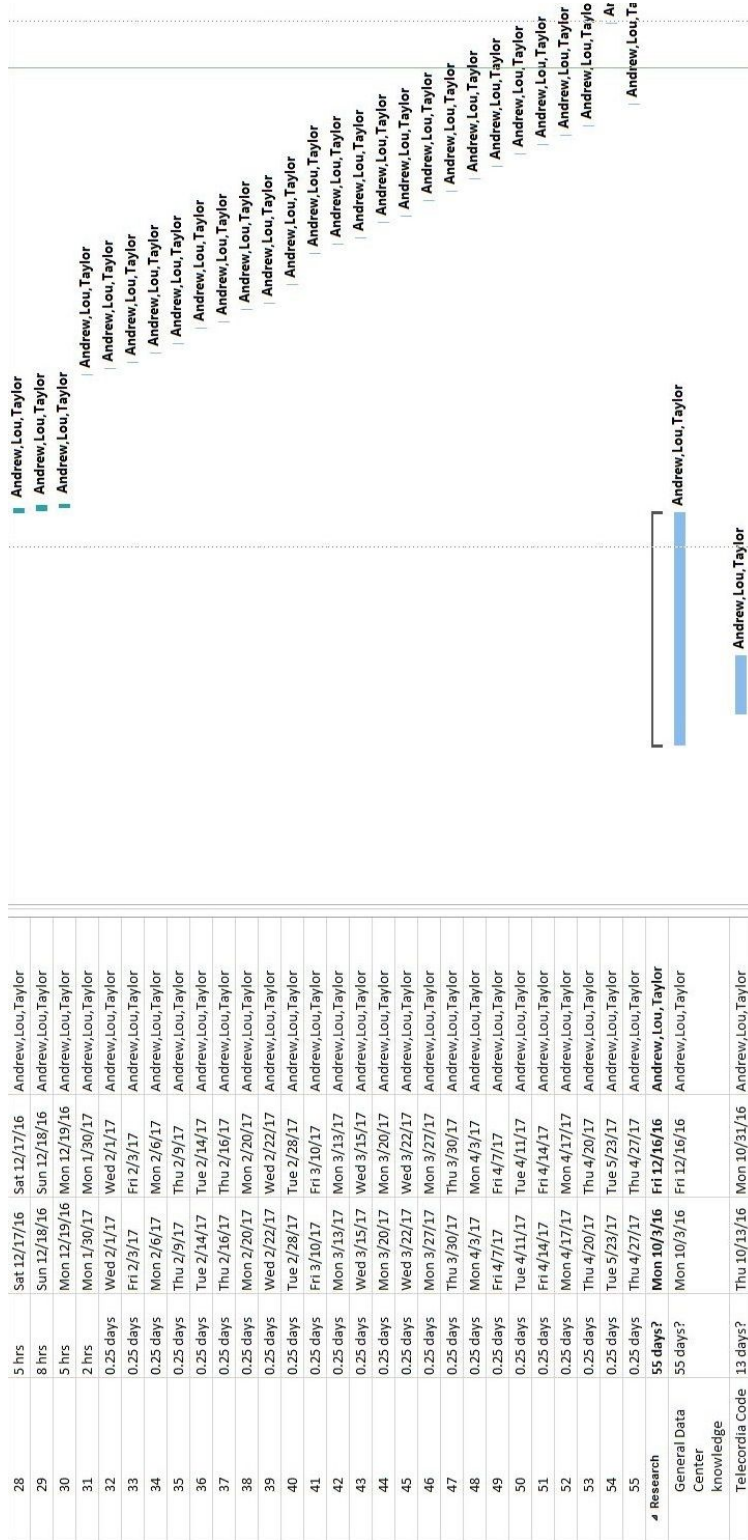 28 5 hrs Sat 12/17/16 Sat 12/17/16 Andrew,Lou,Taylor Andrew,Lou,Taylor
29 8 hrs Sun 12/18/16 Sun 12/18/16 Andrew,Lou,Taylor Andrew,Lou,Taylor
30 5 hrs Mon 12/19/16 Mon 12/19/16 Andrew,Lou,Taylor Andrew,Lou,Taylor
31 2 hrs Mon 1/30/17 Mon 1/30/17 Andrew,Lou,Taylor Andrew,Lou,Taylor
32 0.25 days Wed 2/1/17 Wed 2/1/17 Andrew,Lou,Taylor Andrew,Lou,Taylor
33 0.25 days Fri 2/3/17 Fri 2/3/17 Andrew,Lou,Taylor Andrew,Lou,Taylor
34 0.25 days Mon 2/6/17 Mon 2/6/17 Andrew,Lou,Taylor Andrew,Lou,Taylor
35 0.25 days Thu 2/9/17 Thu 2/9/17 Andrew,Lou,Taylor Andrew,Lou,Taylor
36 0.25 days Tue 2/14/17 Tue 2/14/17 Andrew,Lou,Taylor Andrew,Lou,Taylor
37 0.25 days Thu 2/16/17 Thu 2/16/17 Andrew,Lou,Taylor Andrew,Lou,Taylor
38 0.25 days Mon 2/20/17 Mon 2/20/17 Andrew,Lou,Taylor Andrew,Lou,Taylor
39 0.25 days Wed 2/22/17 Wed 2/22/17 Andrew,Lou,Taylor Andrew,Lou,Taylor
40 0.25 days Tue 2/28/17 Tue 2/28/17 Andrew,Lou,Taylor Andrew,Lou,Taylor
41 0.25 days Fri 3/10/17 Fri 3/10/17 Andrew,Lou,Taylor Andrew,Lou,Taylor
42 0.25 days Mon 3/13/17 Mon 3/13/17 Andrew,Lou,Taylor Andrew,Lou,Taylor
43 0.25 days Wed 3/15/17 Wed 3/15/17 Andrew,Lou,Taylor Andrew,Lou,Taylor
44 0.25 days Mon 3/20/17 Mon 3/20/17 Andrew,Lou,Taylor Andrew,Lou,Taylor
45 0.25 days Wed 3/22/17 Wed 3/22/17 Andrew,Lou,Taylor Andrew,Lou,Taylor
46 0.25 days Mon 3/27/17 Mon 3/27/17 Andrew,Lou,Taylor Andrew,Lou,Taylor
47 0.25 days Thu 3/30/17 Thu 3/30/17 Andrew,Lou,Taylor Andrew,Lou,Taylor
48 0.25 days Mon 4/3/17 Mon 4/3/17 Andrew,Lou,Taylor Andrew,Lou,Taylor
49 0.25 days Fri 4/7/17 Fri 4/7/17 Andrew,Lou,Taylor Andrew,Lou,Taylor
50 0.25 days Tue 4/11/17 Tue 4/11/17 Andrew,Lou,Taylor Andrew,Lou,Taylor
51 0.25 days Fri 4/14/17 Fri 4/14/17 Andrew,Lou,Taylor Andrew,Lou,Taylor
52 0.25 days Mon 4/17/17 Mon 4/17/17 Andrew,Lou,Taylor Andrew,Lou,Taylor
53 0.25 days Thu 4/20/17 Thu 4/20/17 Andrew,Lou,Taylor Andrew,Lou,Taylo
54 0.25 days Tue 5/23/17 Tue 5/23/17 Andrew,Lou,Taylor Ar
55 0.25 days Thu 4/27/17 Thu 4/27/17 Andrew,Lou,Taylor Andrew,Lou,Ta
Research 55 days? Mon 10/3/16 Fri 12/16/16 Andrew,Lou,Taylor
General Data 55 days? Mon 10/3/16 Fri 12/16/16 Andrew,Lou,Taylor Andrew,Lou,Taylor
Center
knowledge
Telecordia Code 13 days? Thu 10/13/16 Mon 10/31/16 Andrew,Lou,Taylor Andrew,Lou,Taylor